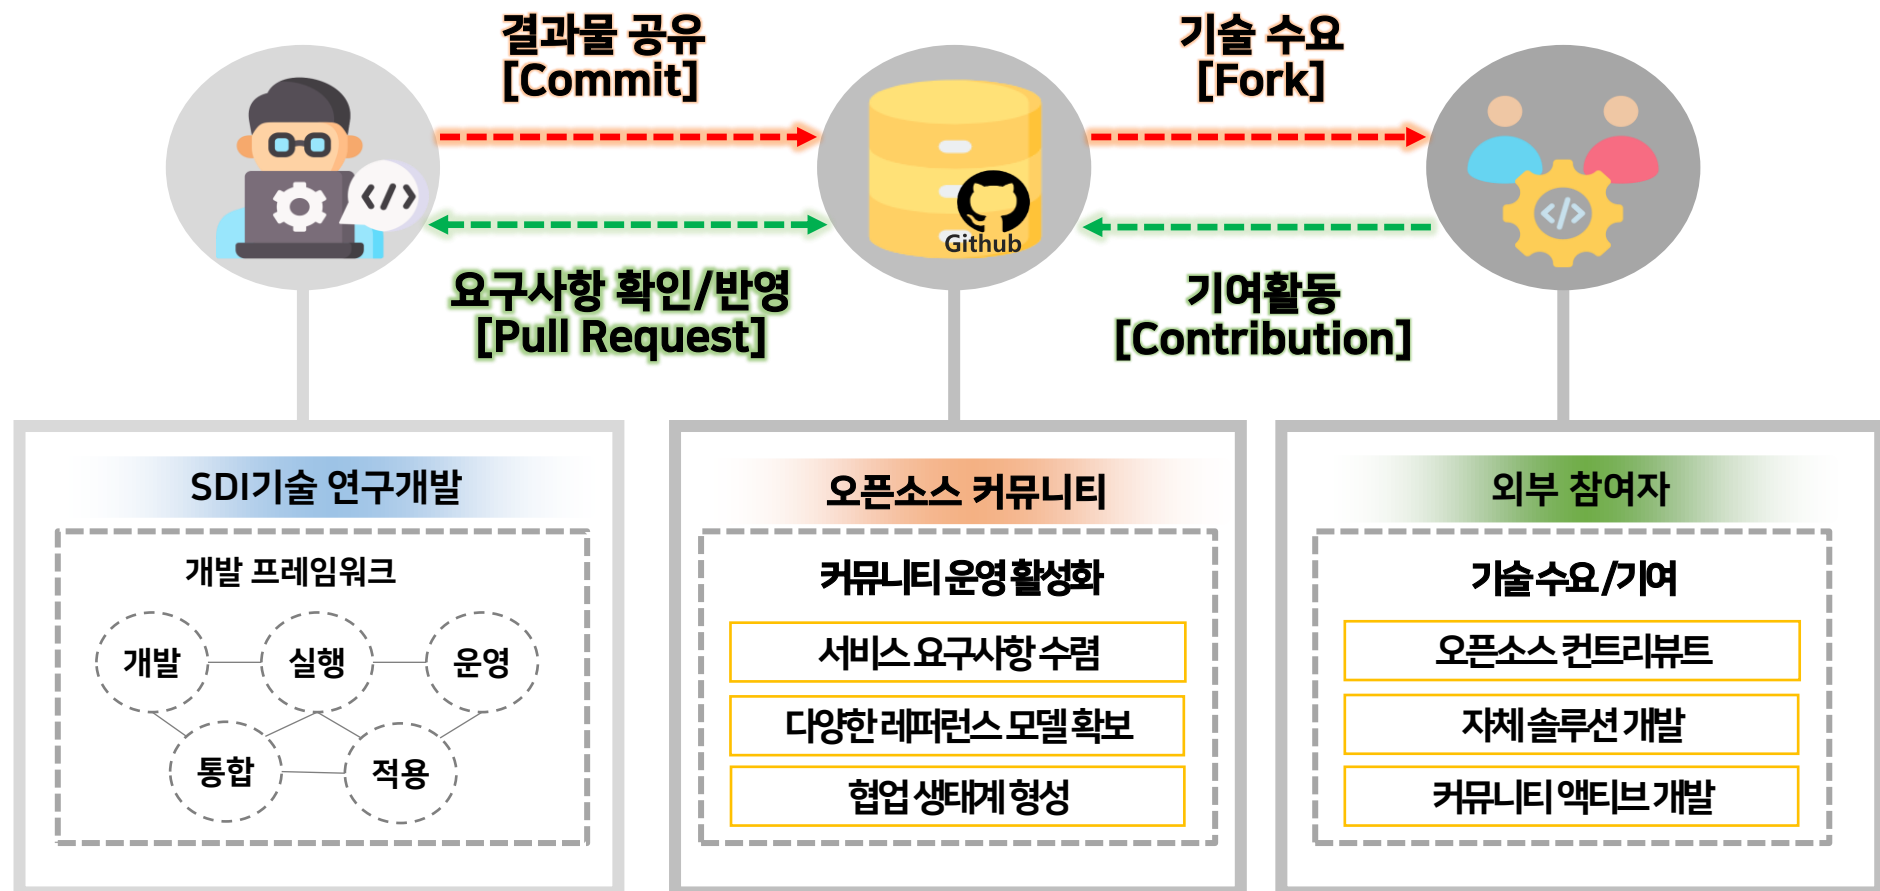 결과물 공유
[Commit]
기술 수요
[Fork]
</>
Github
</>
요구사항 확인/반영
[Pull Request]
기여활동
[Contribution]
SDI기술 연구개발
개발 프레임워크
개발
실행
운영
통합
적용
오픈소스 커뮤니티
커뮤니티 운영 활성화
서비스 요구사항 수렴
다양한 레퍼런스 모델 확보
협업 생태계 형성
외부 참여자
기술 수요 /기여
오픈소스 컨트리뷰트
자체 솔루션 개발
커뮤니티 액티브 개발